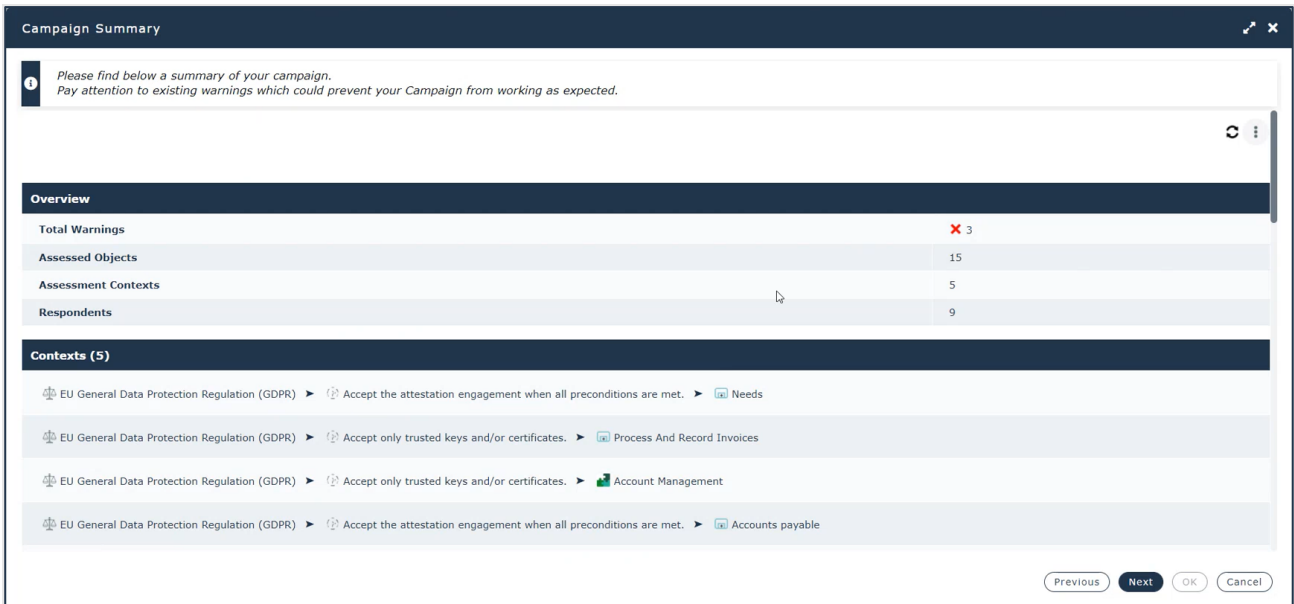 Campaign Summary
Please find below a summary of your campaign.
Pay attention to existing warnings which could prevent your Campaign from working as expected.
Overview
Total Warnings 3
Assessed Objects 15
Assessment Contexts 5
Respondents 9
Contexts (5)
EU General Data Protection Regulation (GDPR) ➤ Accept the attestation engagement when all preconditions are met. ➤ Needs
EU General Data Protection Regulation (GDPR) ➤ Accept only trusted keys and/or certificates. ➤ Process And Record Invoices
EU General Data Protection Regulation (GDPR) ➤ Accept only trusted keys and/or certificates. ➤ Account Management
EU General Data Protection Regulation (GDPR) ➤ Accept the attestation engagement when all preconditions are met. ➤ Accounts payable
Previous Next OK Cancel